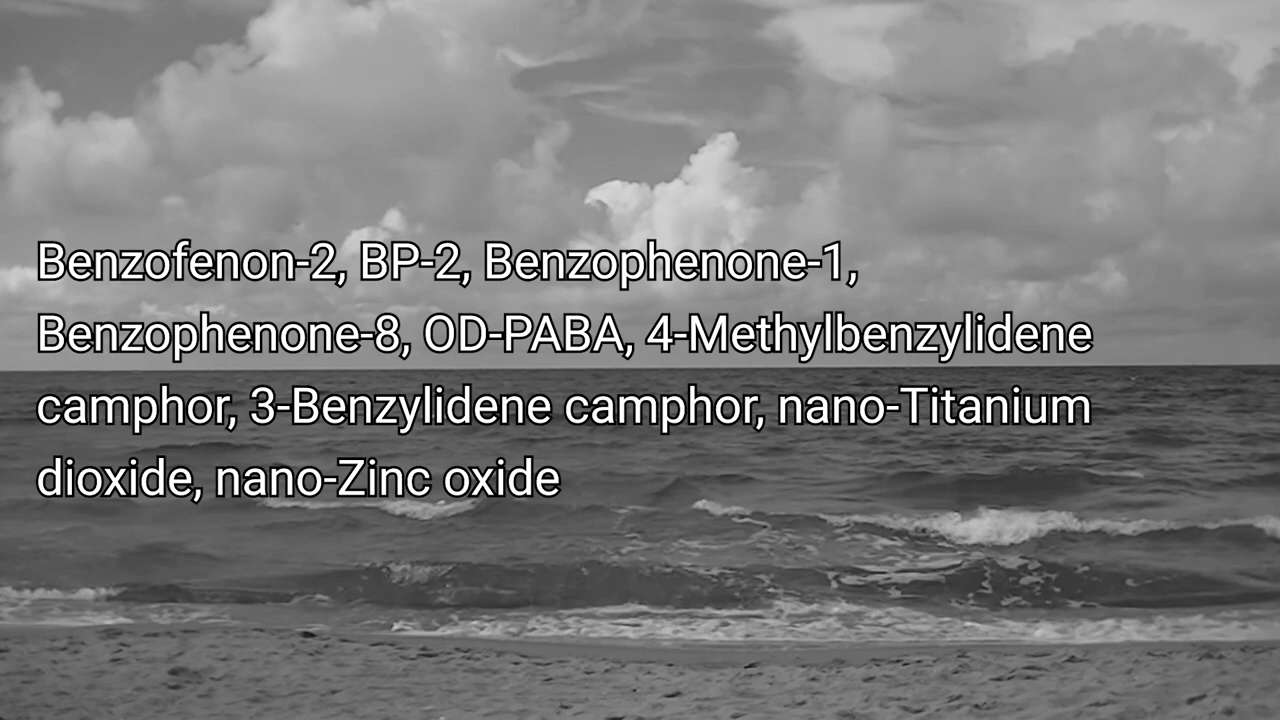 Benzofenon-2, BP-2, Benzophenone-1,
Benzophenone-8, OD-PABA, 4-Methylbenzylidene
camphor, 3-Benzylidene camphor, nano-Titanium
dioxide, nano-Zinc oxide